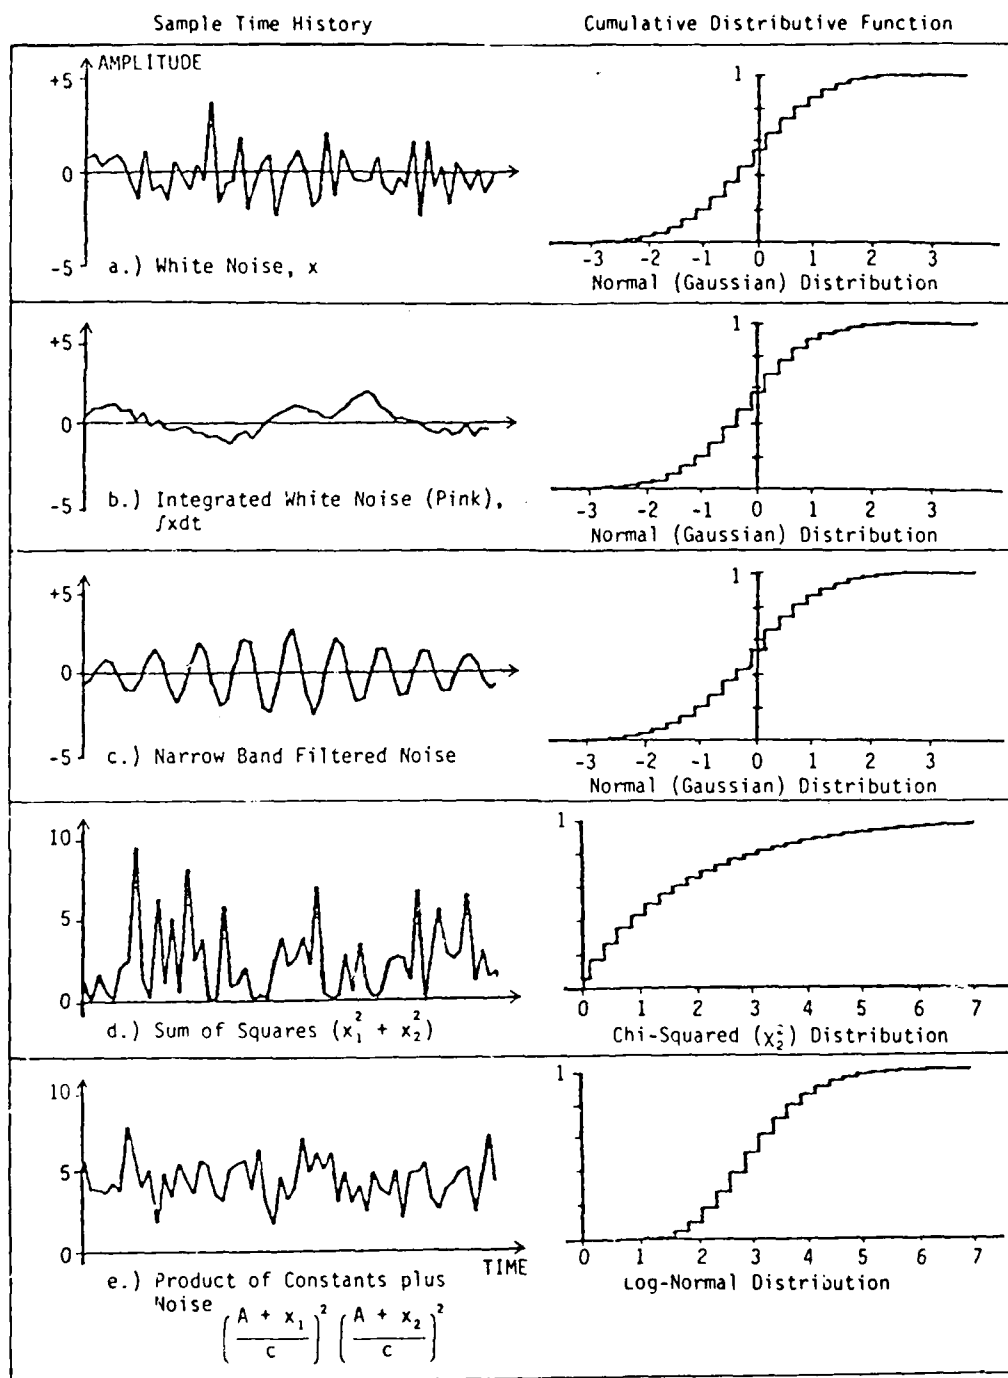 Sample Time History
Cumulative Distributive Function
AMPLITUDE
+5
0
-5
a.) White Noise, x
1
-3 -2 -1 0 1 2 3
Normal (Gaussian) Distribution
+5
0
-5
b.) Integrated White Noise (Pink),
∫xdt
1
-3 -2 -1 0 1 2 3
Normal (Gaussian) Distribution
+5
0
-5
c.) Narrow Band Filtered Noise
1
-3 -2 -1 0 1 2 3
Normal (Gaussian) Distribution
10
5
0
d.) Sum of Squares (x₁² + x₂²)
1
0 1 2 3 4 5 6 7
Chi-Squared (χ₂²) Distribution
10
5
0
TIME
e.) Product of Constants plus
Noise
((A + x₁)/c)² ((A + x₂)/c)²
1
0 1 2 3 4 5 6 7
Log-Normal Distribution